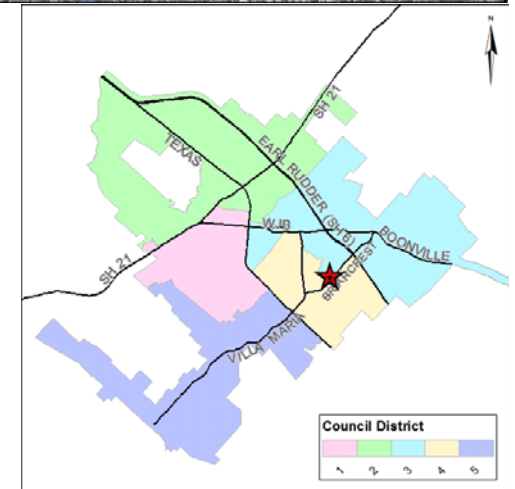 N
SH 21
TEXAS
EARL RUDDER (SH 6)
WJB
BOONVILLE
BRIARCREST
SH 21
VILLA MARIA
Council District
1 2 3 4 5